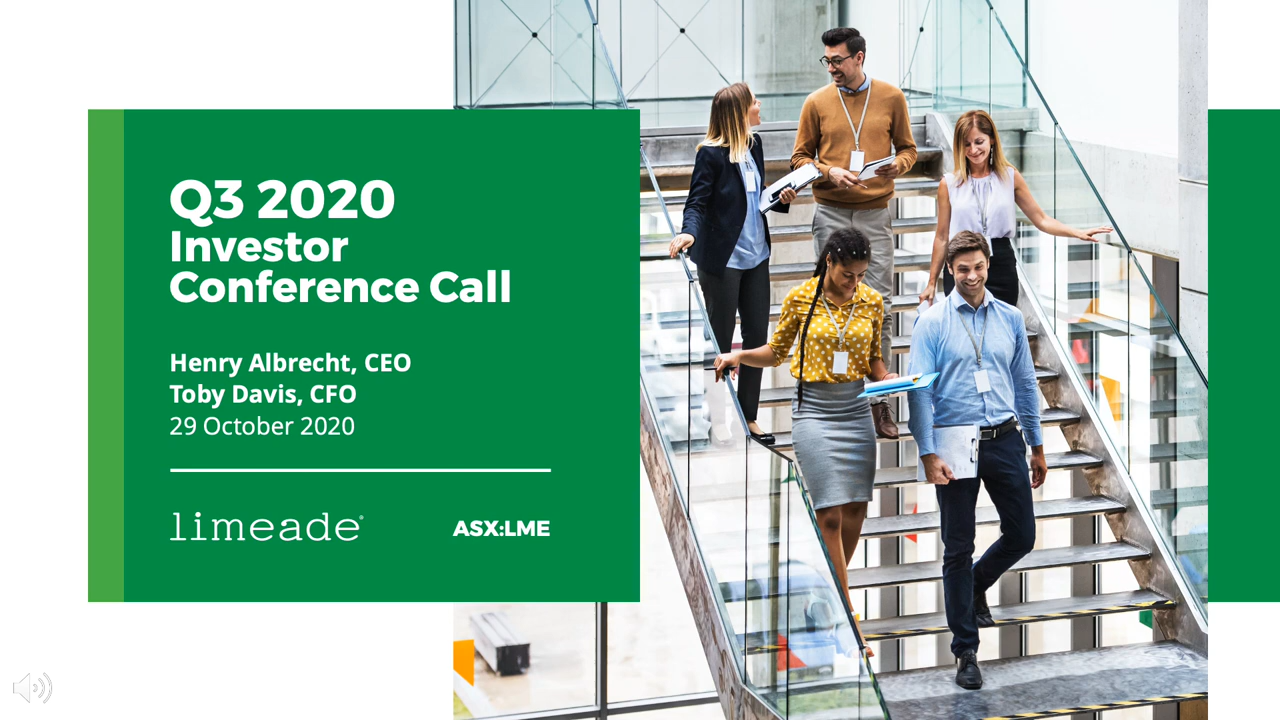 Q3 2020
Investor
Conference Call
Henry Albrecht, CEO
Toby Davis, CFO
29 October 2020
limeade®
ASX:LME